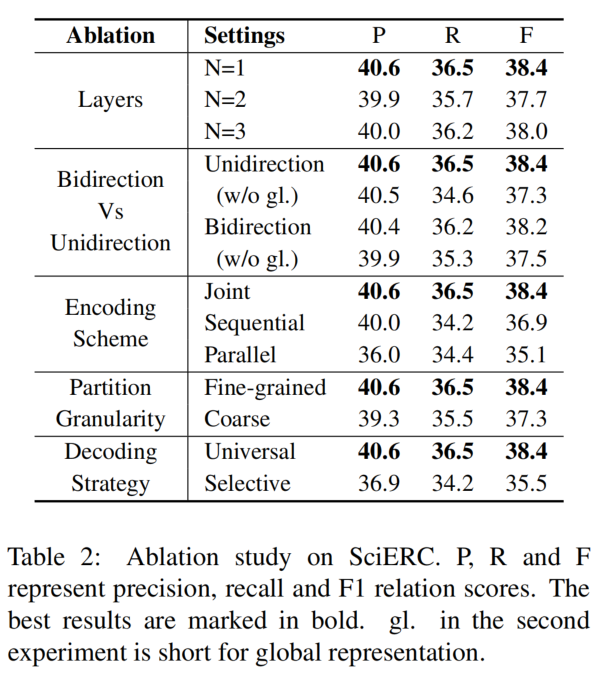 Ablation Settings P R F
Layers
N=1 40.6 36.5 38.4
N=2 39.9 35.7 37.7
N=3 40.0 36.2 38.0
Bidirection
Vs
Unidirection
Unidirection 40.6 36.5 38.4
(w/o gl.) 40.5 34.6 37.3
Bidirection 40.4 36.2 38.2
(w/o gl.) 39.9 35.3 37.5
Encoding
Scheme
Joint 40.6 36.5 38.4
Sequential 40.0 34.2 36.9
Parallel 36.0 34.4 35.1
Partition Fine-grained 40.6 36.5 38.4
Granularity Coarse 39.3 35.5 37.3
Decoding Universal 40.6 36.5 38.4
Strategy Selective 36.9 34.2 35.5
Table 2: Ablation study on SciERC. P, R and F
represent precision, recall and F1 relation scores. The
best results are marked in bold. gl. in the second
experiment is short for global representation.